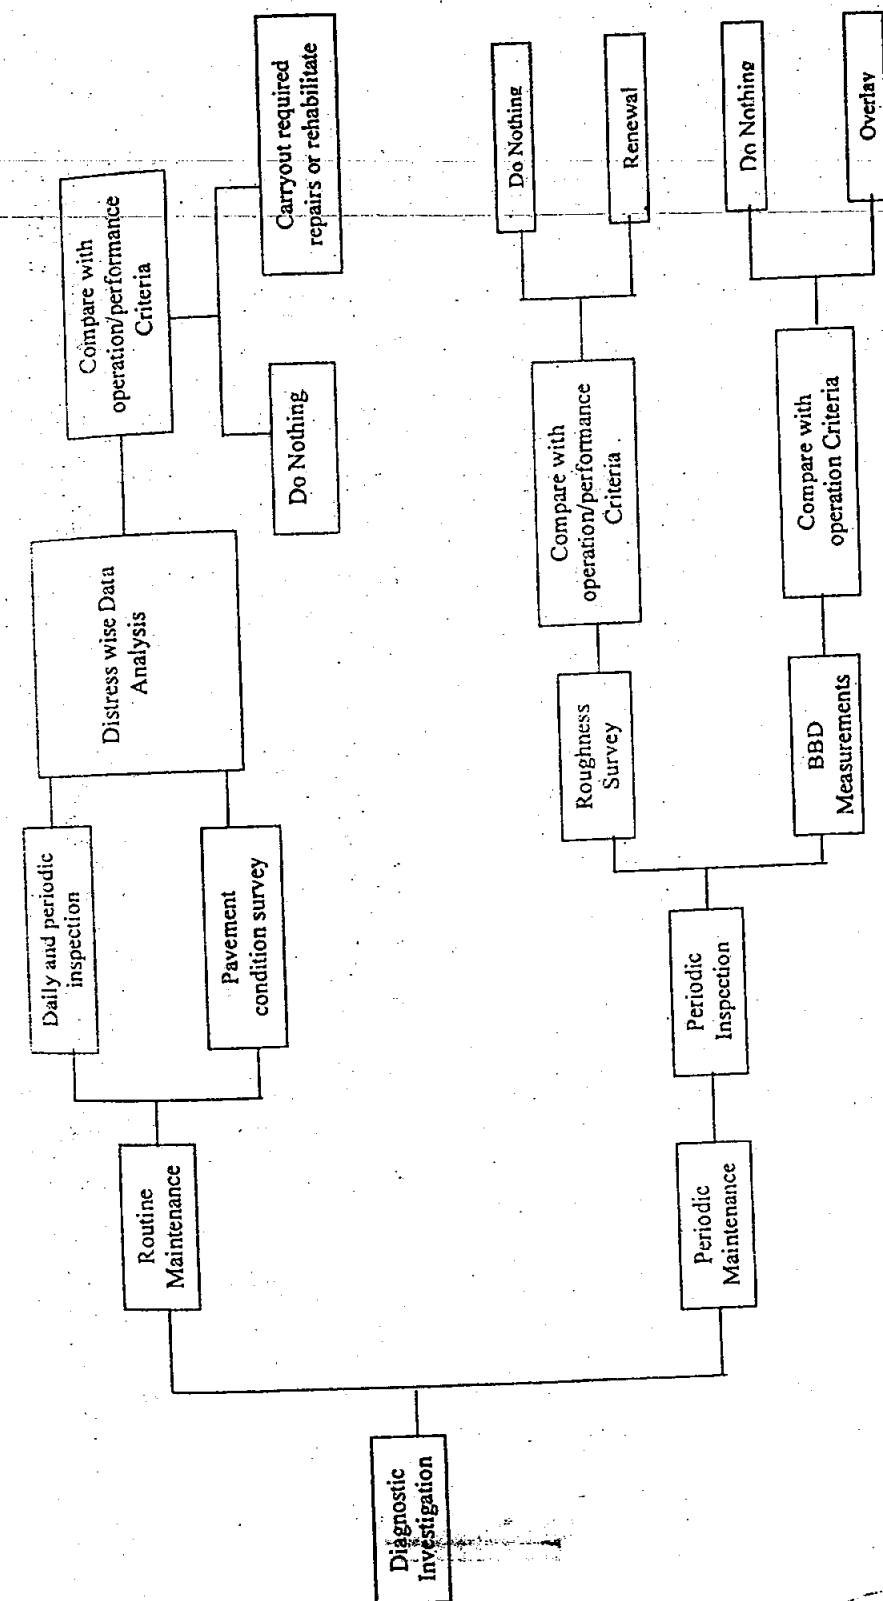 Diagnostic
Investigation
Routine
Maintenance
Daily and periodic
inspection
Pavement
condition survey
Distress wise Data
Analysis
Compare with
operation/performance
Criteria
Do Nothing
Carryout required
repairs or rehabilitate
Periodic
Maintenance
Periodic
Inspection
Roughness
Survey
Compare with
operation/performance
Criteria
Do Nothing
Renewal
BBD
Measurements
Compare with
operation Criteria
Do Nothing
Overlay